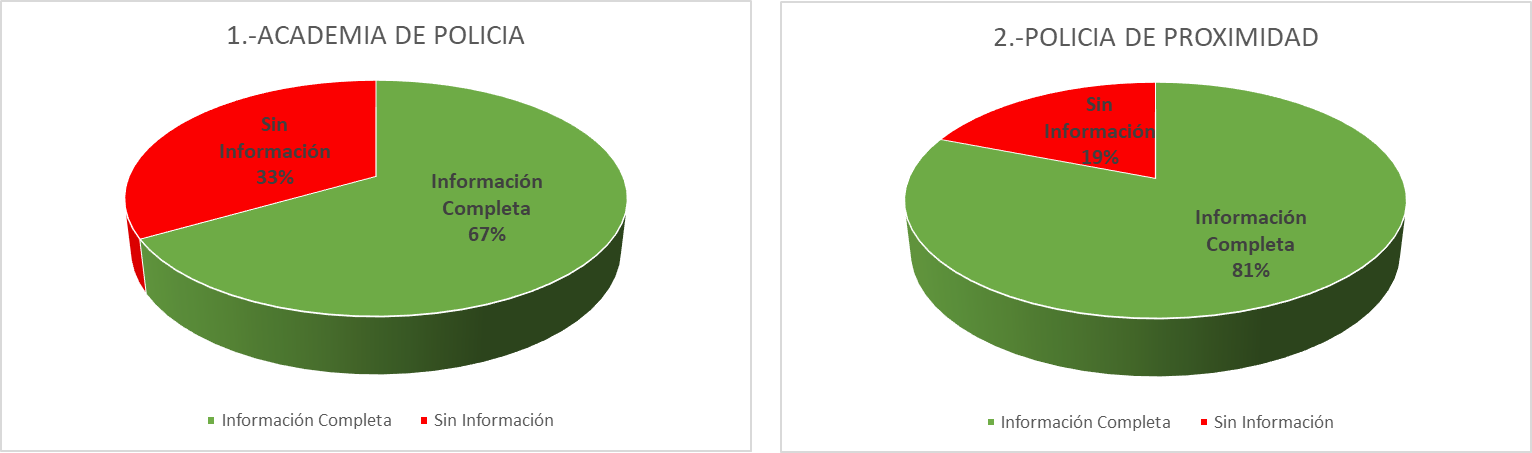 1.-ACADEMIA DE POLICIA
Sin
Información
33%
Información
Completa
67%
Información Completa
Sin Información
2.-POLICIA DE PROXIMIDAD
Sin
Información
19%
Información
Completa
81%
Información Completa
Sin Información